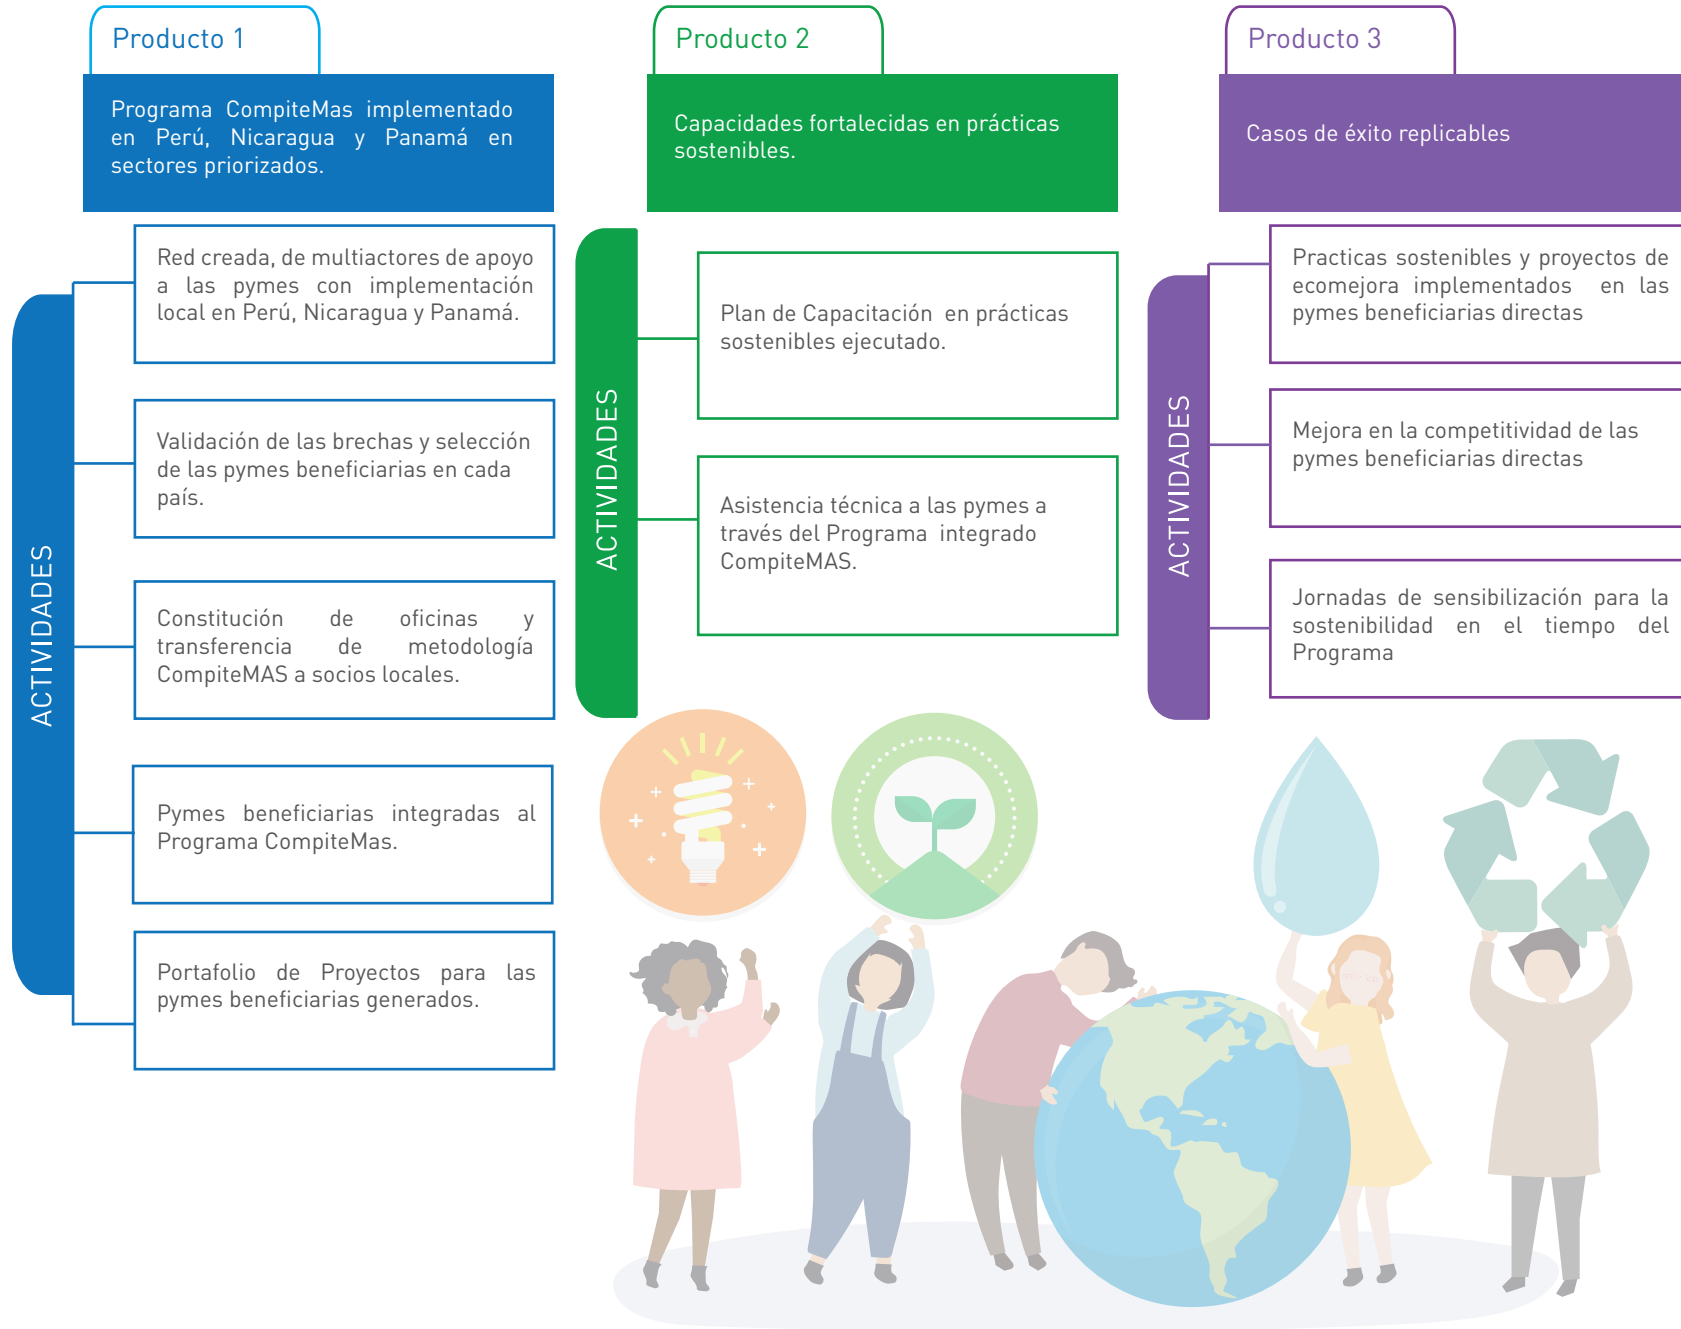 Producto 1
Programa CompiteMas implementado
en Perú, Nicaragua y Panamá en
sectores priorizados.
ACTIVIDADES
Red creada, de multiactores de apoyo
a las pymes con implementación
local en Perú, Nicaragua y Panamá.
Validación de las brechas y selección
de las pymes beneficiarias en cada
país.
Constitución de oficinas y
transferencia de metodología
CompiteMAS a socios locales.
Pymes beneficiarias integradas al
Programa CompiteMas.
Portafolio de Proyectos para las
pymes beneficiarias generados.
Producto 2
Capacidades fortalecidas en prácticas
sostenibles.
ACTIVIDADES
Plan de Capacitación en prácticas
sostenibles ejecutado.
Asistencia técnica a las pymes a
través del Programa integrado
CompiteMAS.
Producto 3
Casos de éxito replicables
ACTIVIDADES
Practicas sostenibles y proyectos de
ecomejora implementados en las
pymes beneficiarias directas
Mejora en la competitividad de las
pymes beneficiarias directas
Jornadas de sensibilización para la
sostenibilidad en el tiempo del
Programa